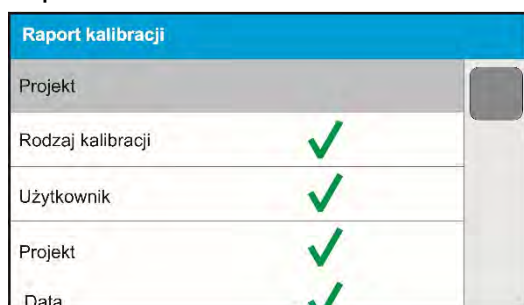 Raport kalibracji
Projekt
Rodzaj kalibracji
Użytkownik
Projekt
Data